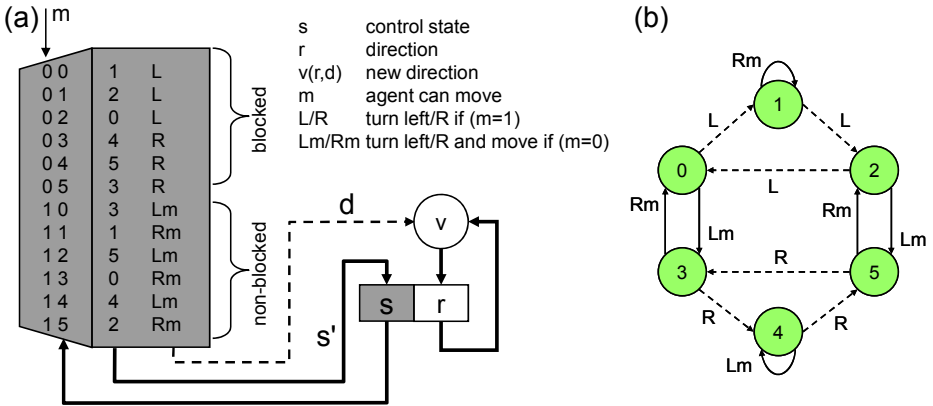 (a)
m
0 0 1 L
0 1 2 L
0 2 0 L
0 3 4 R
0 4 5 R
0 5 3 R
1 0 3 Lm
1 1 1 Rm
1 2 5 Lm
1 3 0 Rm
1 4 4 Lm
1 5 2 Rm
blocked
non-blocked
s control state
r direction
v(r,d) new direction
m agent can move
L/R turn left/R if (m=1)
Lm/Rm turn left/R and move if (m=0)
d
v
s r
s'
(b)
Rm
1
L L
0 2
L
Rm Lm Rm Lm
R
3 5
R R
4
Lm